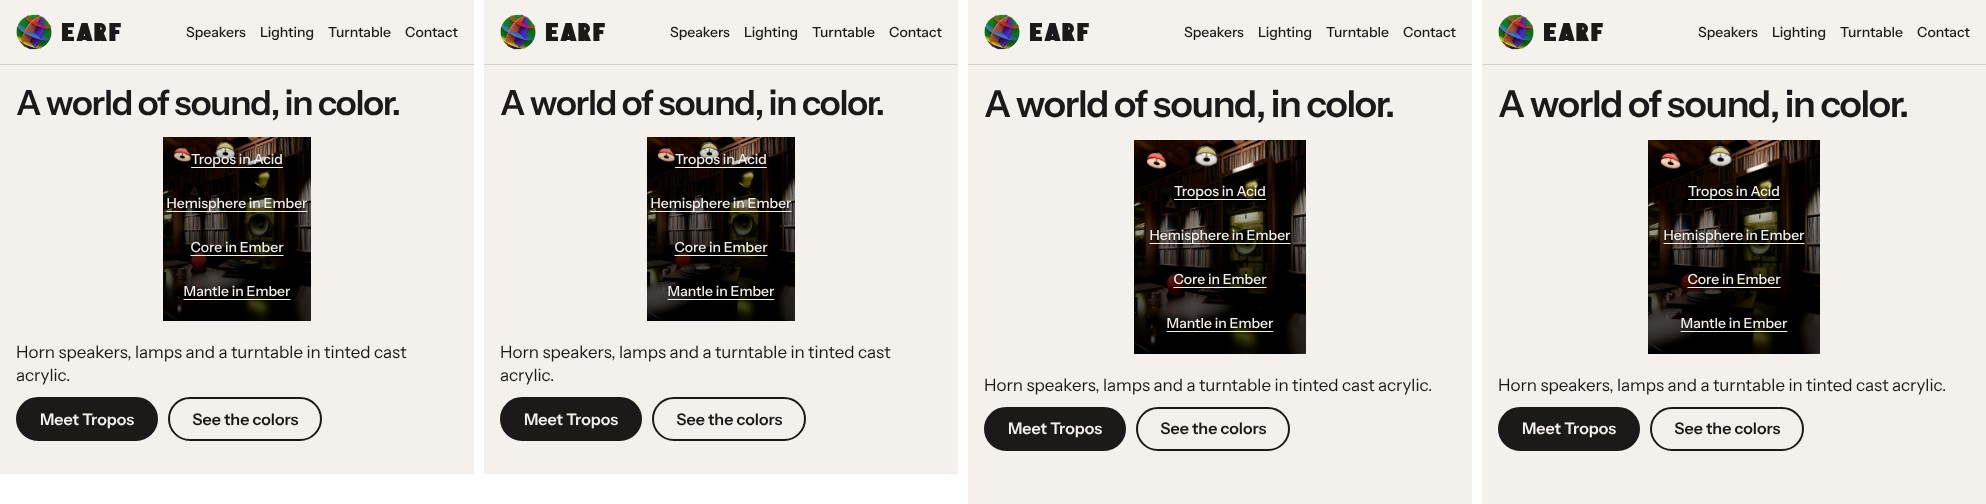 EARF Speakers Lighting Turntable Contact
A world of sound, in color.
Tropos in Acid
Hemisphere in Ember
Core in Ember
Mantle in Ember
Horn speakers, lamps and a turntable in tinted cast
acrylic.
Meet Tropos See the colors
EARF Speakers Lighting Turntable Contact
A world of sound, in color.
Tropos in Acid
Hemisphere in Ember
Core in Ember
Mantle in Ember
Horn speakers, lamps and a turntable in tinted cast
acrylic.
Meet Tropos See the colors
EARF Speakers Lighting Turntable Contact
A world of sound, in color.
Tropos in Acid
Hemisphere in Ember
Core in Ember
Mantle in Ember
Horn speakers, lamps and a turntable in tinted cast acrylic.
Meet Tropos See the colors
EARF Speakers Lighting Turntable Contact
A world of sound, in color.
Tropos in Acid
Hemisphere in Ember
Core in Ember
Mantle in Ember
Horn speakers, lamps and a turntable in tinted cast acrylic.
Meet Tropos See the colors